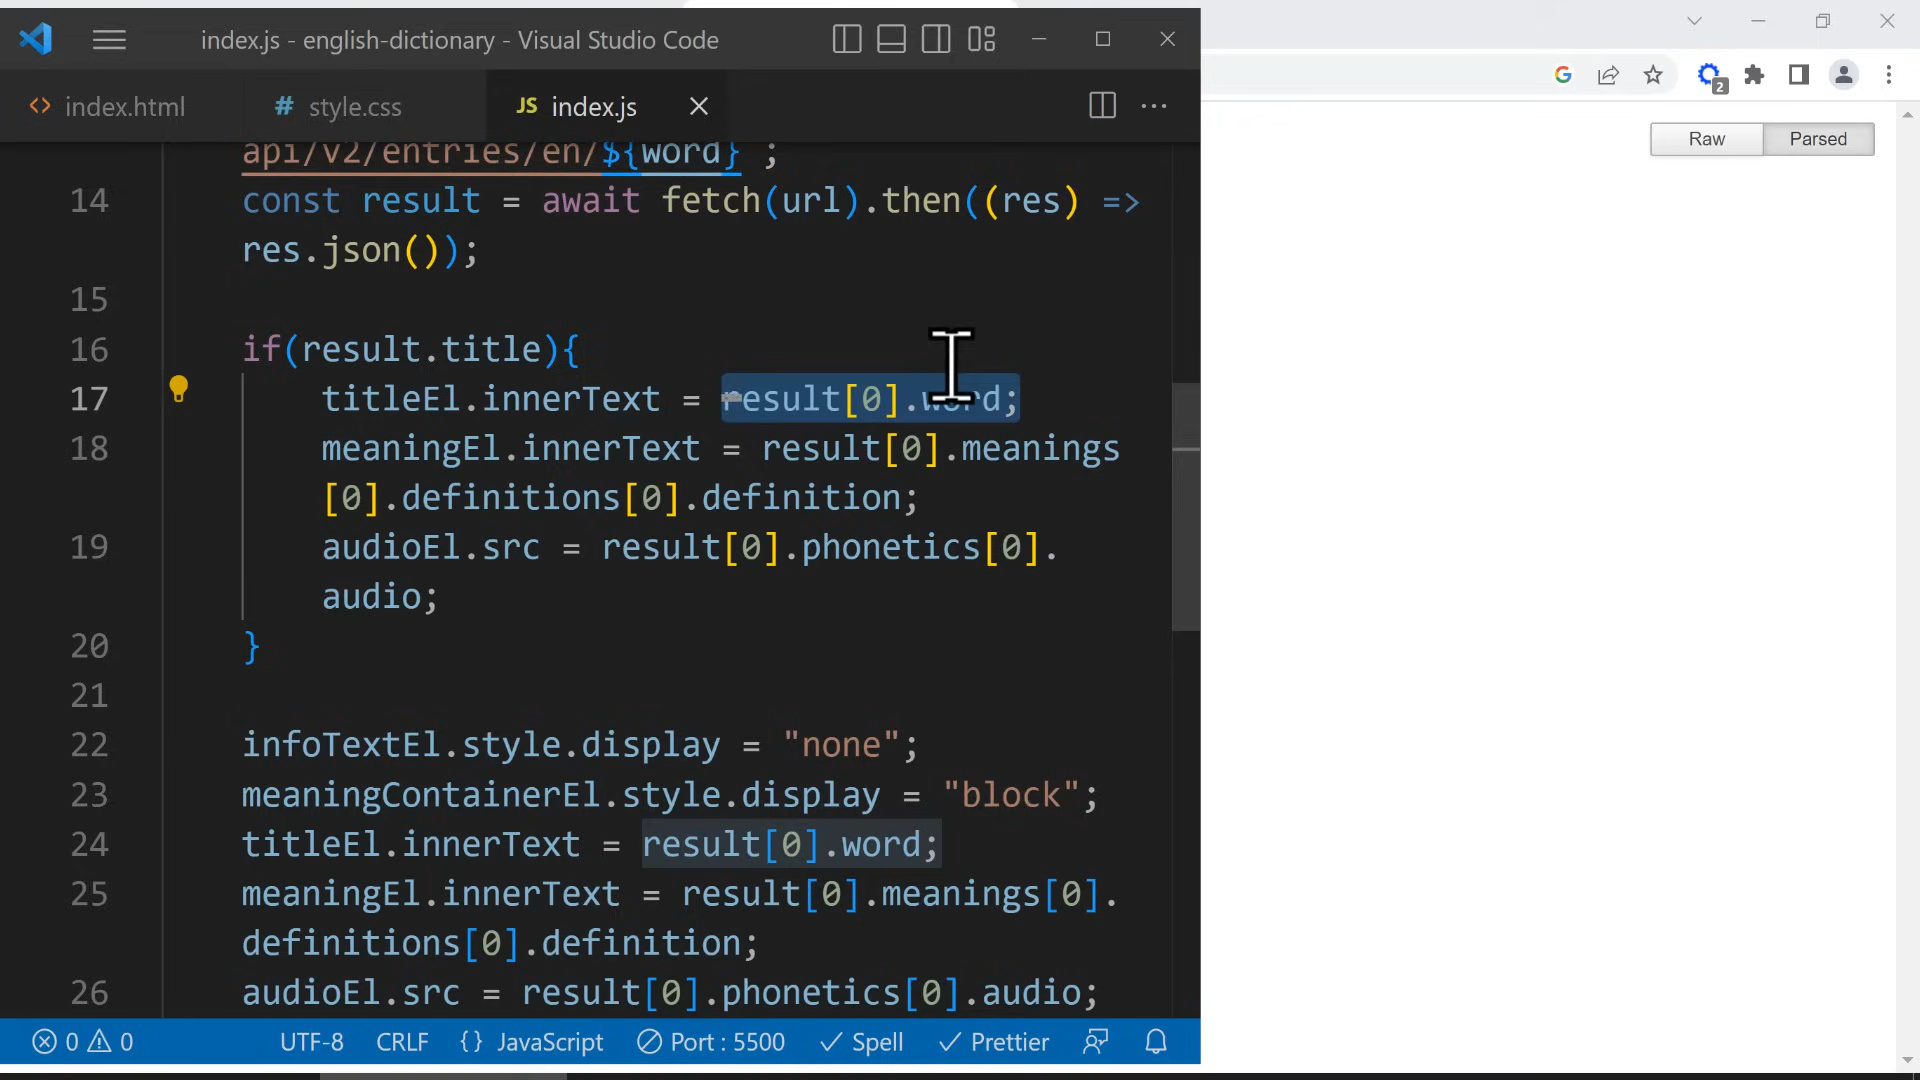 index.js - english-dictionary - Visual Studio Code
index.html
# style.css
JS index.js
api/v2/entries/en/${word}`;
14 const result = await fetch(url).then((res) =>
res.json());
15
16 if(result.title){
17 titleEl.innerText = result[0].word;
18 meaningEl.innerText = result[0].meanings
[0].definitions[0].definition;
19 audioEl.src = result[0].phonetics[0].
audio;
20 }
21
22 infoTextEl.style.display = "none";
23 meaningContainerEl.style.display = "block";
24 titleEl.innerText = result[0].word;
25 meaningEl.innerText = result[0].meanings[0].
definitions[0].definition;
26 audioEl.src = result[0].phonetics[0].audio;
0 0 UTF-8 CRLF {} JavaScript Port : 5500 Spell Prettier
G 2
Raw Parsed